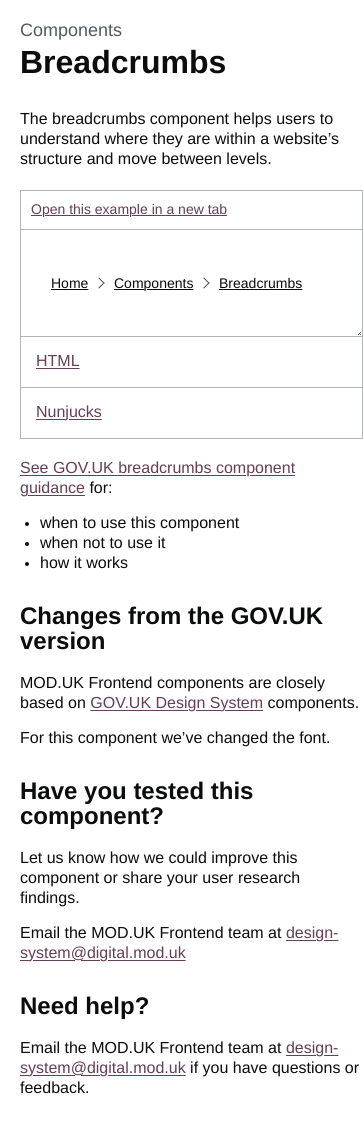 Components
Breadcrumbs
The breadcrumbs component helps users to
understand where they are within a website’s
structure and move between levels.
Open this example in a new tab
Home > Components > Breadcrumbs
HTML
Nunjucks
See GOV.UK breadcrumbs component
guidance for:
• when to use this component
• when not to use it
• how it works
Changes from the GOV.UK
version
MOD.UK Frontend components are closely
based on GOV.UK Design System components.
For this component we’ve changed the font.
Have you tested this
component?
Let us know how we could improve this
component or share your user research
findings.
Email the MOD.UK Frontend team at design-
system@digital.mod.uk
Need help?
Email the MOD.UK Frontend team at design-
system@digital.mod.uk if you have questions or
feedback.